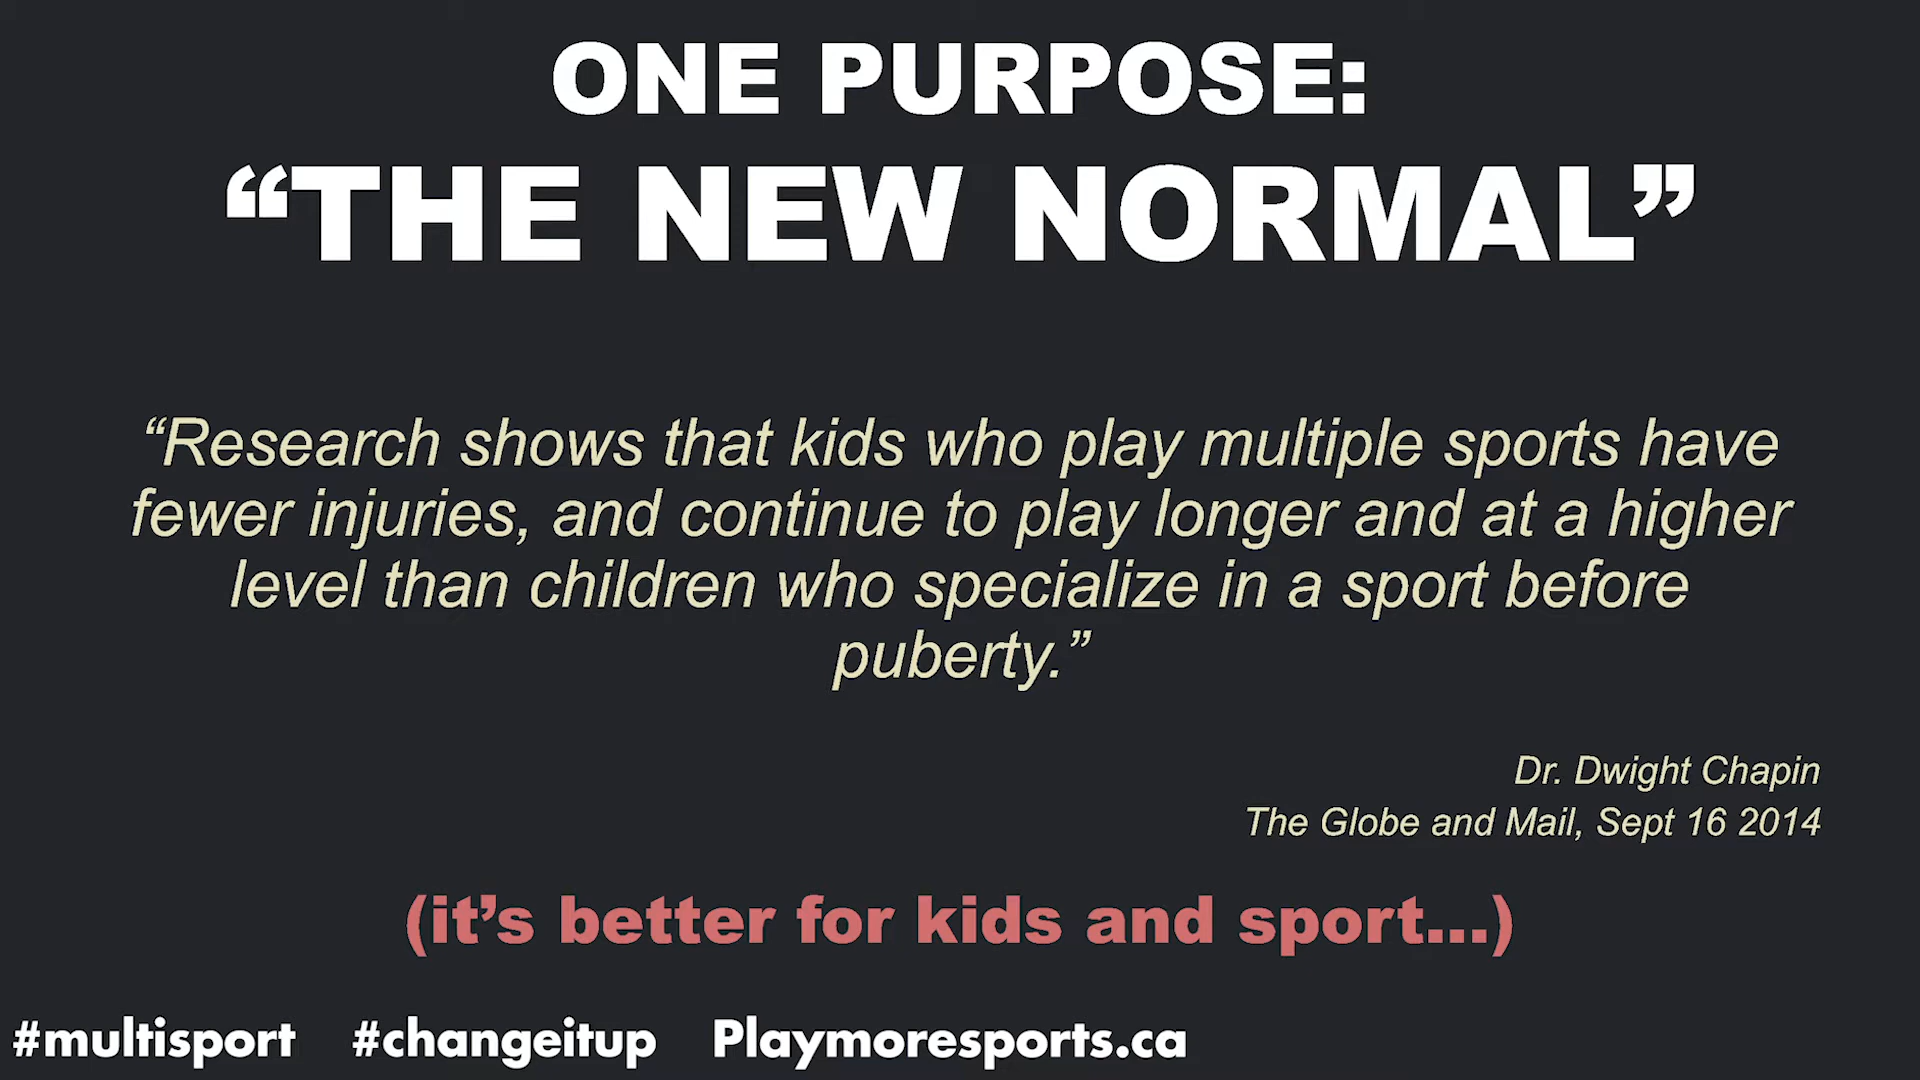 ONE PURPOSE:
“THE NEW NORMAL”
“Research shows that kids who play multiple sports have
fewer injuries, and continue to play longer and at a higher
level than children who specialize in a sport before
puberty.”
Dr. Dwight Chapin
The Globe and Mail, Sept 16 2014
(it’s better for kids and sport...)
#multisport #changeitup Playmoresports.ca